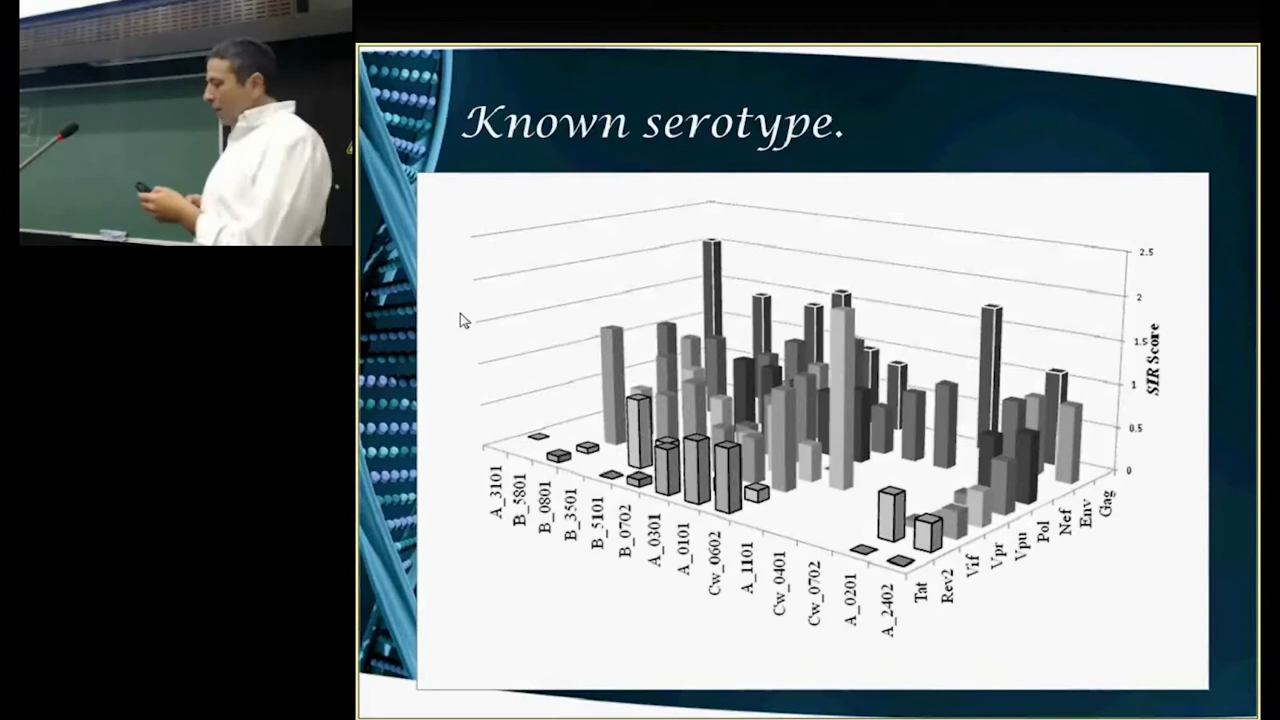 Known serotype.
2.5
2
1.5
1
0.5
0
SIR Score
A_3101
B_5801
B_0801
B_3501
B_5101
B_0702
A_0301
A_0101
Cw_0602
A_1101
Cw_0401
Cw_0702
A_0201
A_2402
Tat
Rev2
Vif
Vpr
Vpu
Pol
Nef
Env
Gag